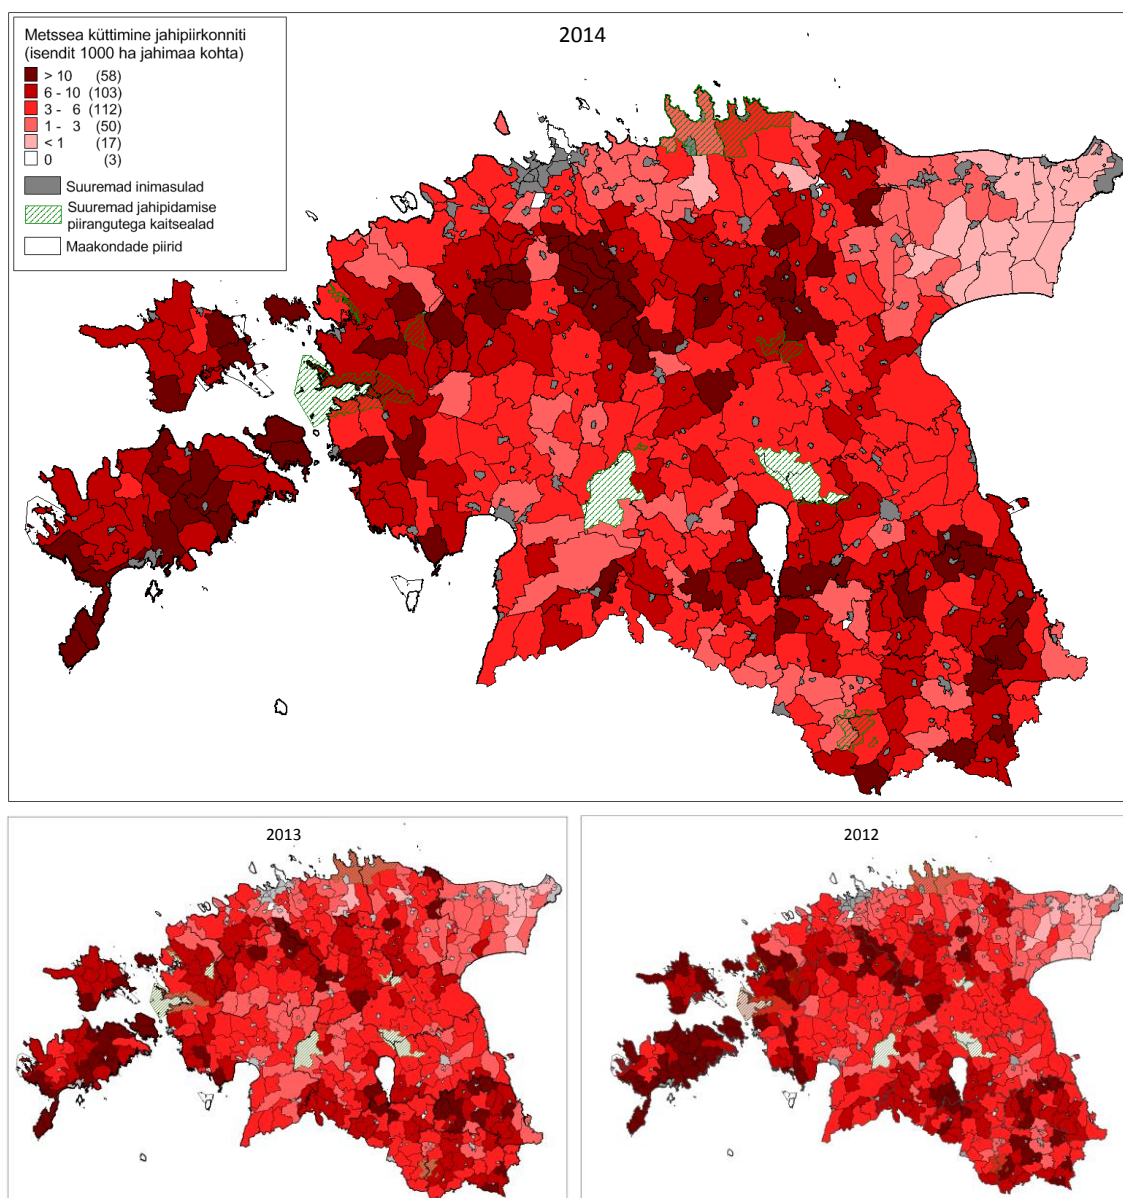 Metssea küttimine jahipiirkonniti
(isendit 1000 ha jahimaa kohta)
> 10 (58)
6 - 10 (103)
3 - 6 (112)
1 - 3 (50)
< 1 (17)
0 (3)
Suuremad inimasulad
Suuremad jahipidamise
piirangutega kaitsealad
Maakondade piirid
2014
2013
2012